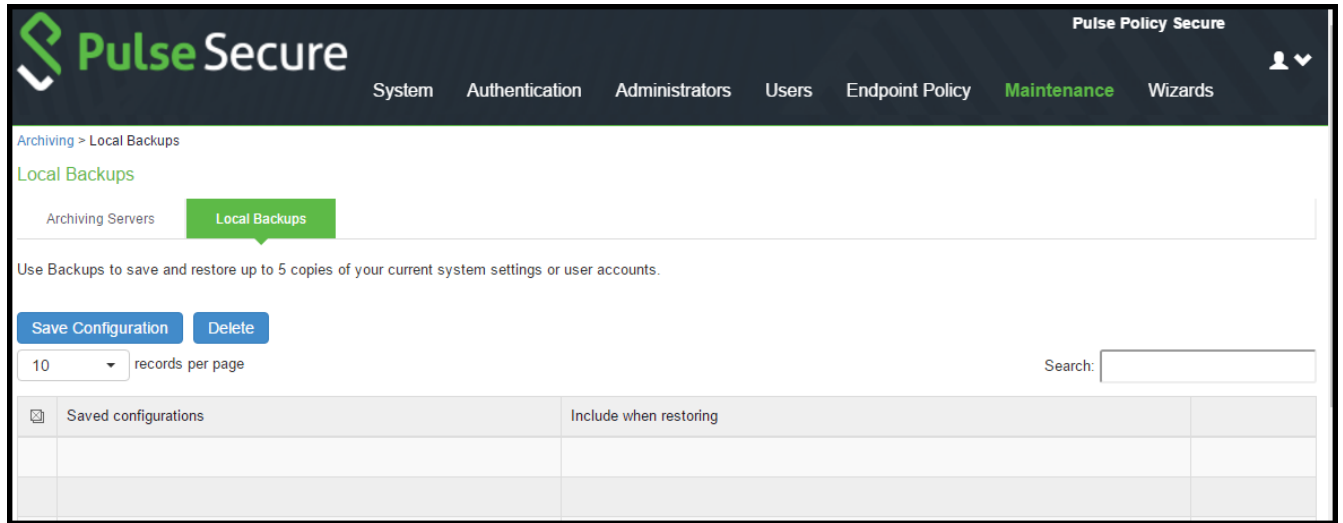 Pulse Policy Secure
Pulse Secure
System Authentication Administrators Users Endpoint Policy Maintenance Wizards
Archiving > Local Backups
Local Backups
Archiving Servers Local Backups
Use Backups to save and restore up to 5 copies of your current system settings or user accounts.
Save Configuration Delete
10 records per page Search:
Saved configurations Include when restoring